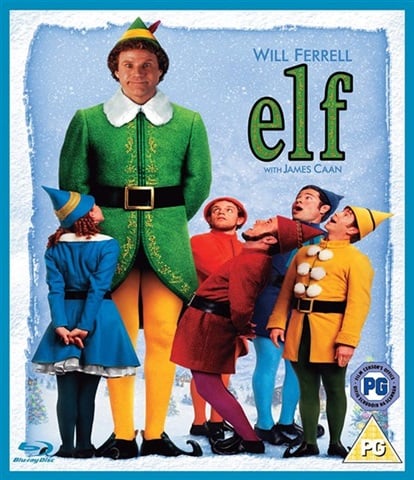 WILL FERRELL
elf
WITH JAMES CAAN
PG
PG
Blu-ray Disc